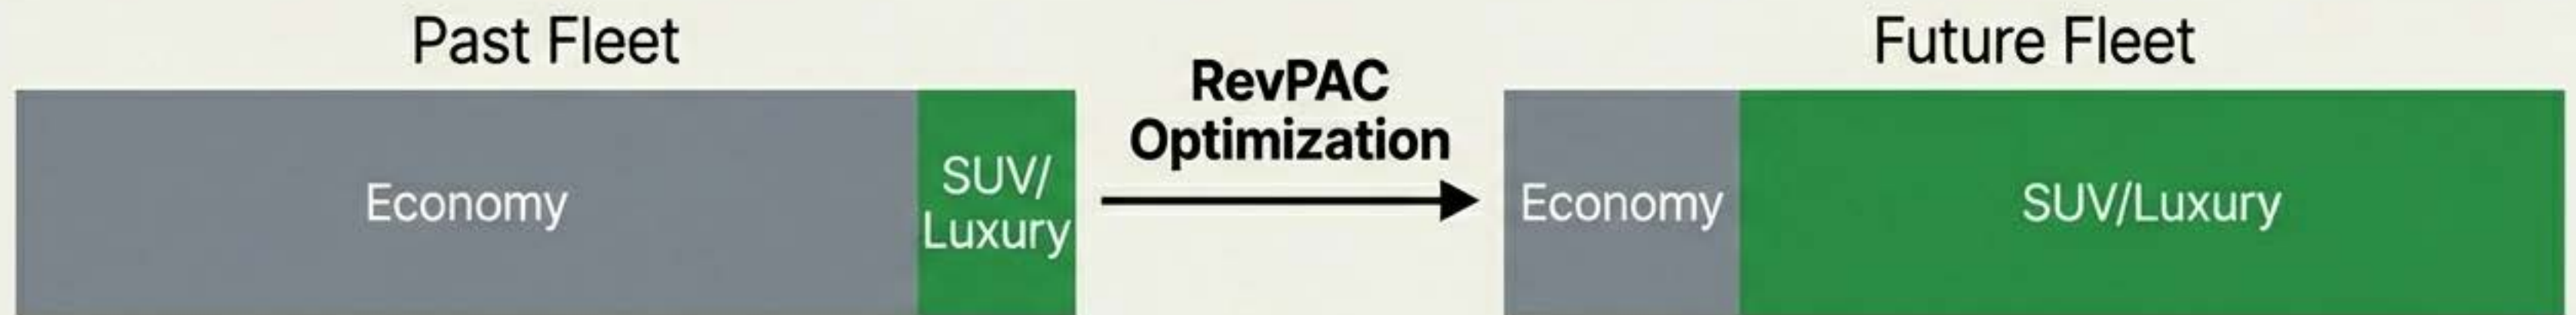 Past Fleet
Economy
SUV/
Luxury
RevPAC
Optimization
Future Fleet
Economy
SUV/Luxury